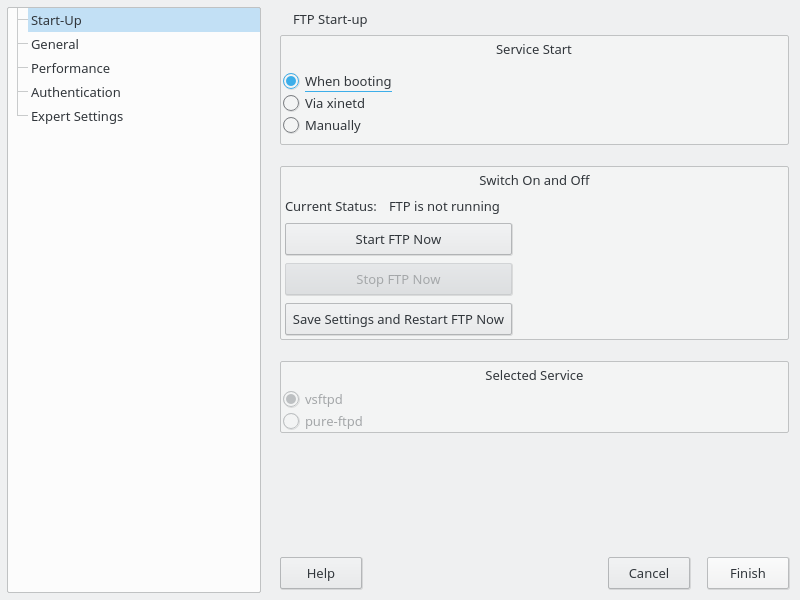 Start-Up
General
Performance
Authentication
Expert Settings
FTP Start-up
Service Start
When booting
Via xinetd
Manually
Switch On and Off
Current Status: FTP is not running
Start FTP Now
Stop FTP Now
Save Settings and Restart FTP Now
Selected Service
vsftpd
pure-ftpd
Help
Cancel
Finish